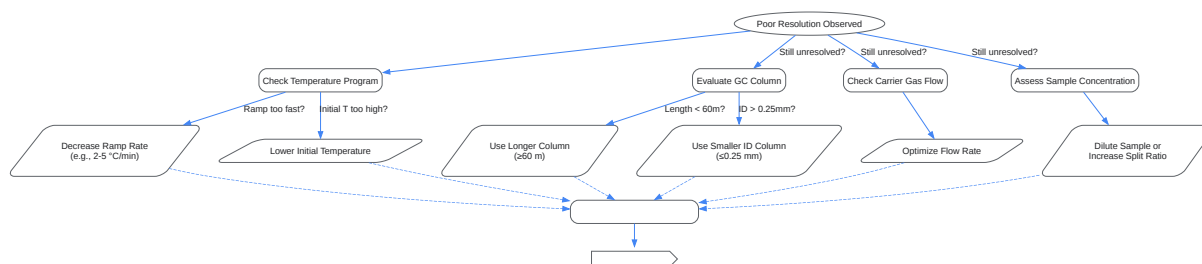 Poor Resolution Observed
Still unresolved?
Still unresolved?
Still unresolved?
Check Temperature Program
Evaluate GC Column
Check Carrier Gas Flow
Assess Sample Concentration
Ramp too fast?
Initial T too high?
Length < 60m?
ID > 0.25mm?
Decrease Ramp Rate
(e.g., 2-5 °C/min)
Lower Initial Temperature
Use Longer Column
(≥60 m)
Use Smaller ID Column
(≤0.25 mm)
Optimize Flow Rate
Dilute Sample or
Increase Split Ratio